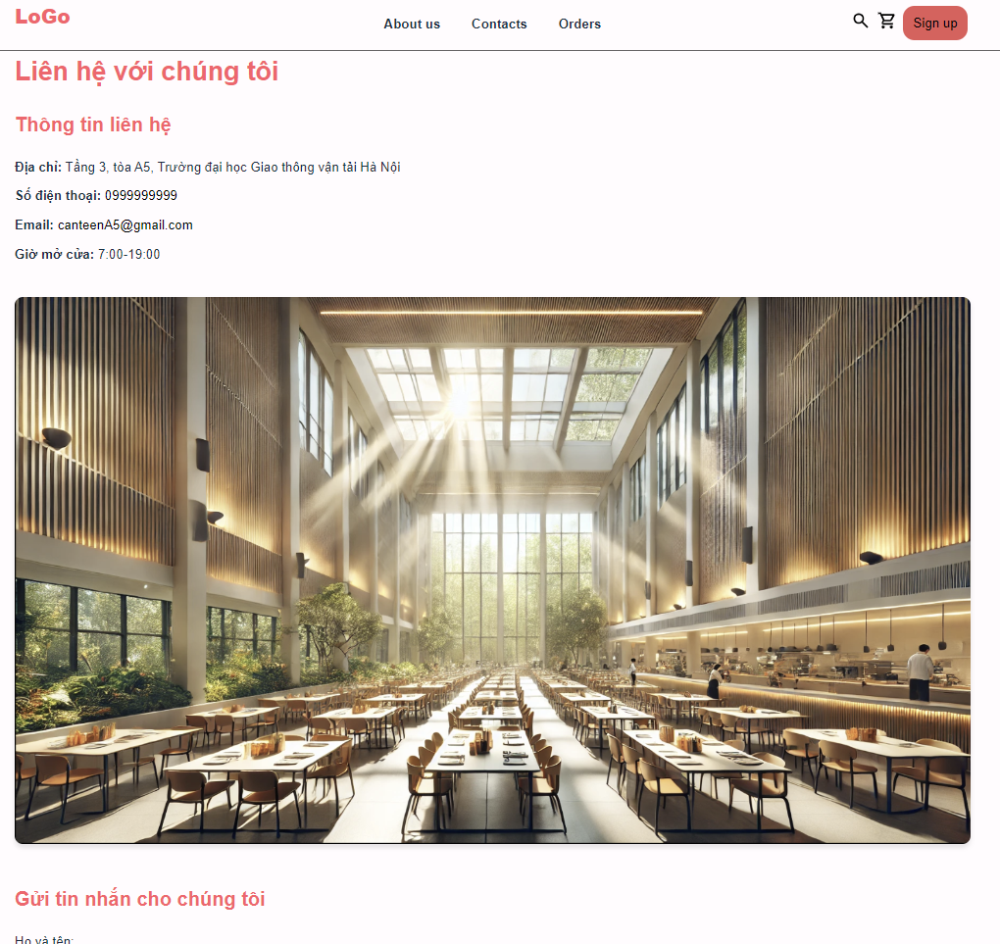 LoGo
About us
Contacts
Orders
Sign up
Liên hệ với chúng tôi
Thông tin liên hệ
Địa chỉ: Tầng 3, tòa A5, Trường đại học Giao thông vận tải Hà Nội
Số điện thoại: 0999999999
Email: canteenA5@gmail.com
Giờ mở cửa: 7:00-19:00
Gửi tin nhắn cho chúng tôi
Họ và tên: